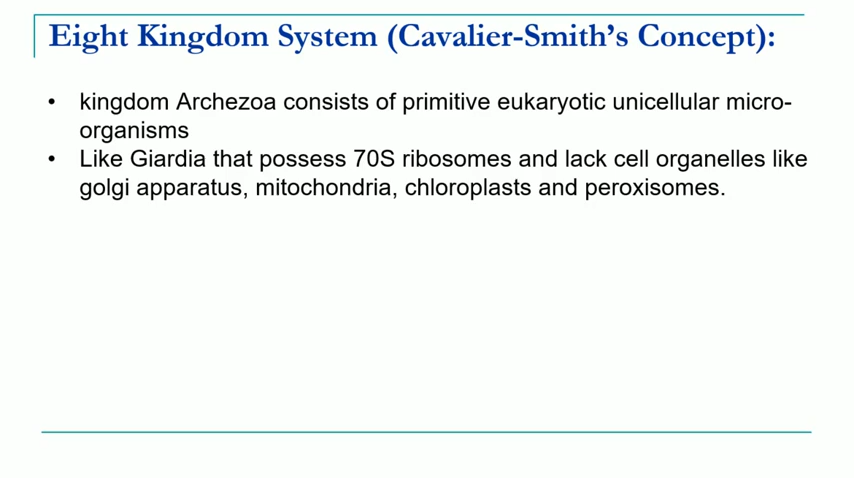 Eight Kingdom System (Cavalier-Smith's Concept):
• kingdom Archezoa consists of primitive eukaryotic unicellular micro-
organisms
• Like Giardia that possess 70S ribosomes and lack cell organelles like
golgi apparatus, mitochondria, chloroplasts and peroxisomes.